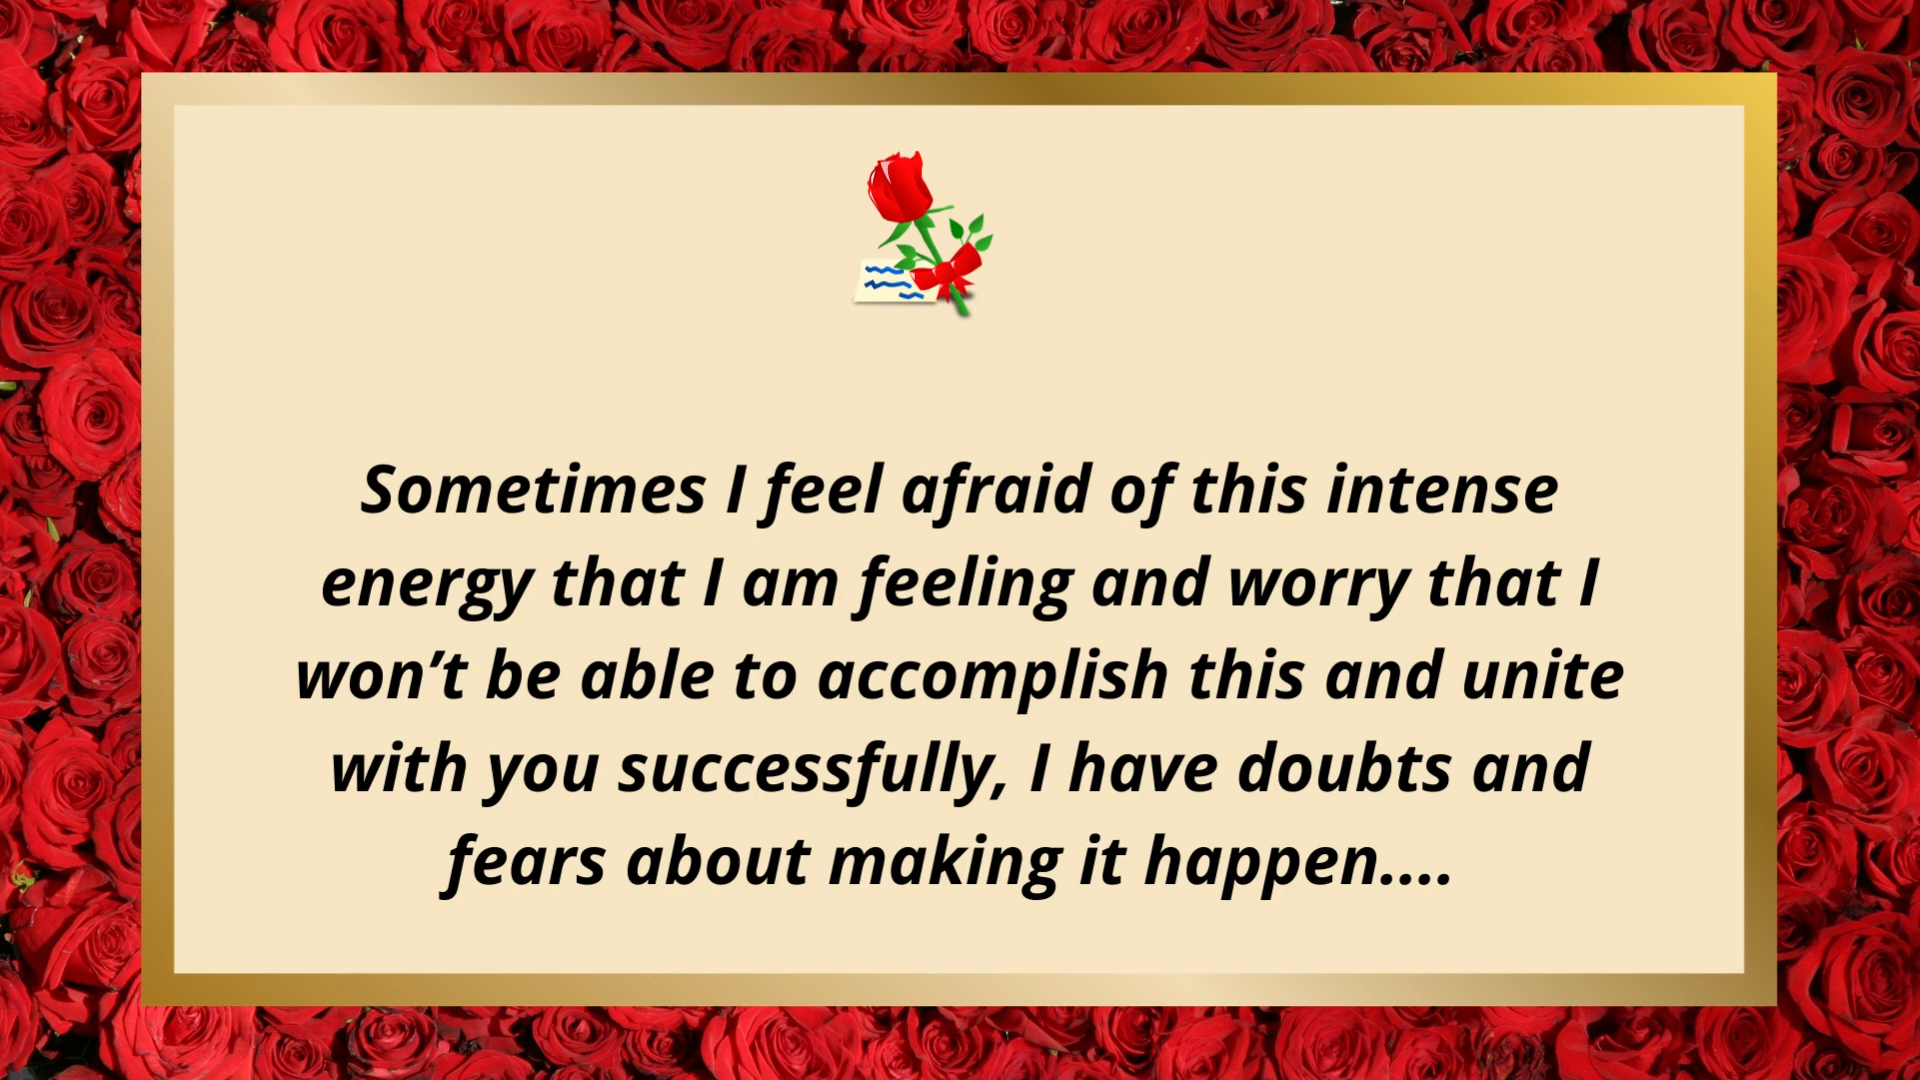 Sometimes I feel afraid of this intense
energy that I am feeling and worry that I
won’t be able to accomplish this and unite
with you successfully, I have doubts and
fears about making it happen....